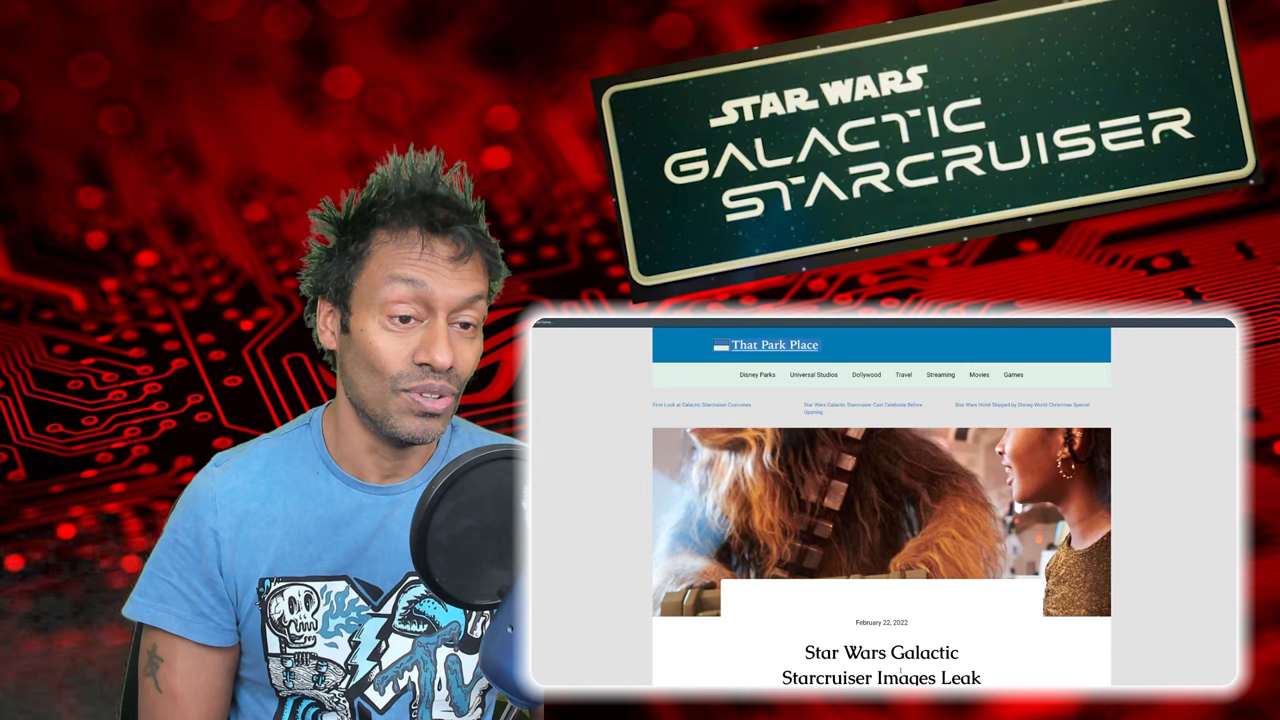 STAR WARS
GALACTIC
STARCRUISER
That Park Place
Disney Parks Universal Studios Dollywood Travel Streaming Movies Games
First Look at Galactic Starcruiser Costumes
Star Wars Galactic Starcruiser Cast Celebrate Before
Opening
Star Wars Hotel Skipped by Disney World Christmas Special
February 22, 2022
Star Wars Galactic
Starcruiser Images Leak